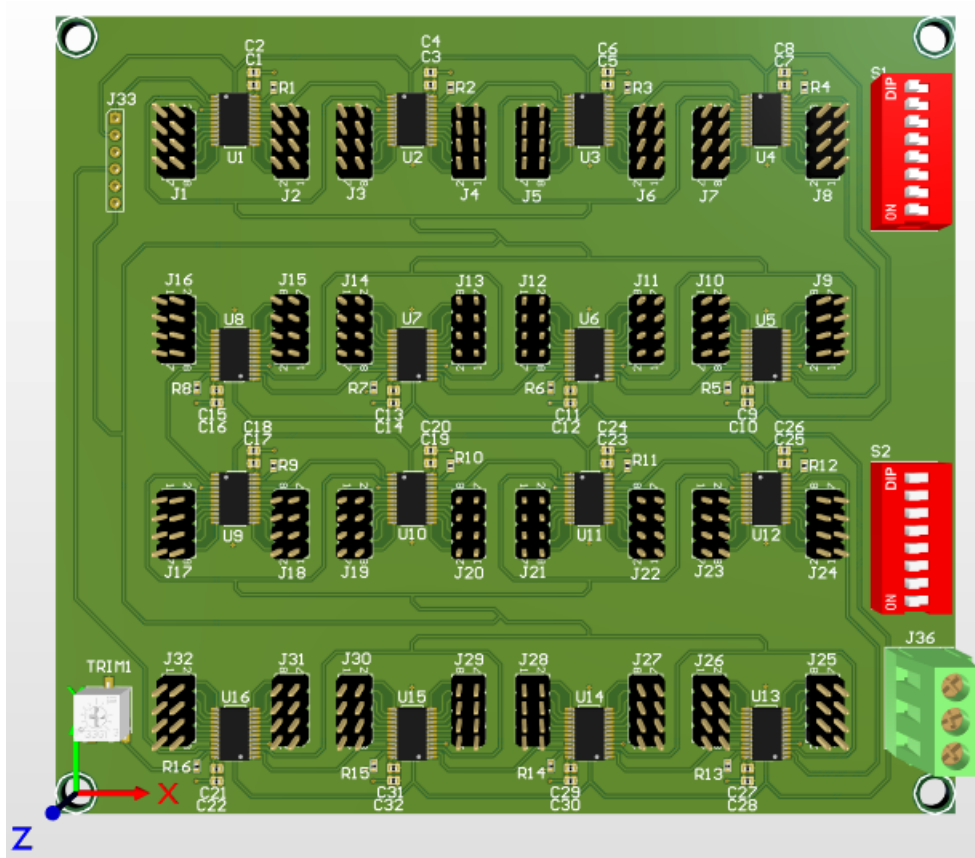 C2 C4 C6 C8
C1 C3 C5 C7 S1
J33 R1 R2 R3 R4 DIP
U1 U2 U3 U4
J1 J2 J3 J4 J5 J6 J7 J8
ON
J16 J15 J14 J13 J12 J11 J10 J9
U8 U7 U6 U5
R8 R7 R6 R5
C15 C13 C11 C9
C16 C14 C12 C10
C18 C20 C24 C26
C17 C19 C23 C25 S2
R9 R10 R11 R12 DIP
U9 U10 U11 U12
J17 J18 J19 J20 J21 J22 J23 J24
ON
J36
TRIM1 J32 J31 J30 J29 J28 J27 J26 J25
U16 U15 U14 U13
R16 R15 R14 R13
C21 C31 C29 C27
C22 C32 C30 C28
X
Z